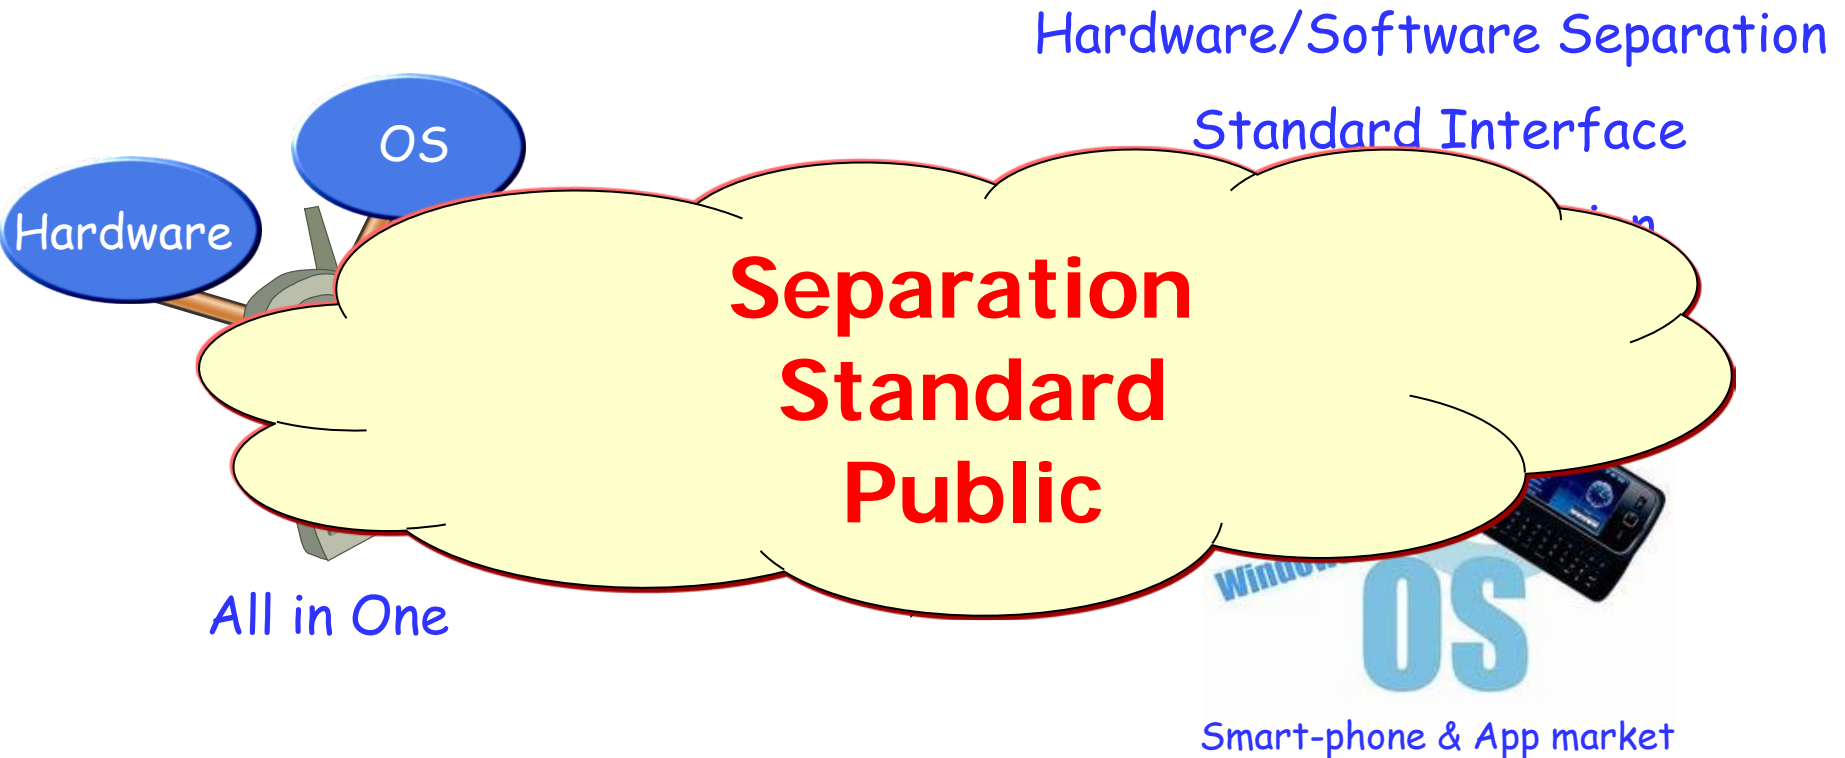 Hardware/Software Separation
Standard Interface
OS
Hardware
Separation
Standard
Public
All in One
OS
Smart-phone & App market